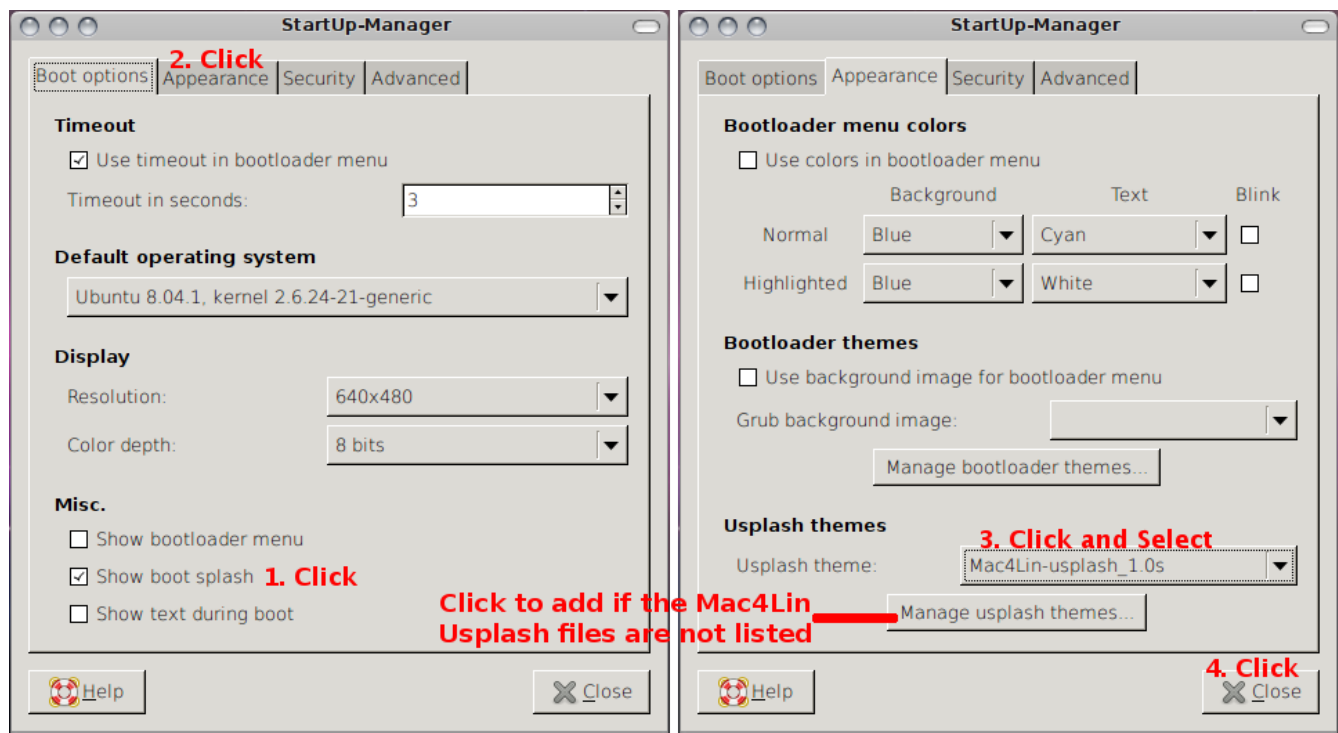 StartUp-Manager
2. Click
Boot options Appearance Security Advanced
Timeout
Use timeout in bootloader menu
Timeout in seconds: 3
Default operating system
Ubuntu 8.04.1, kernel 2.6.24-21-generic
Display
Resolution: 640x480
Color depth: 8 bits
Misc.
Show bootloader menu
Show boot splash 1. Click
Show text during boot
Help Close
StartUp-Manager
Boot options Appearance Security Advanced
Bootloader menu colors
Use colors in bootloader menu
Background Text Blink
Normal Blue Cyan
Highlighted Blue White
Bootloader themes
Use background image for bootloader menu
Grub background image:
Manage bootloader themes...
Usplash themes
3. Click and Select
Usplash theme: Mac4Lin-usplash_1.0s
Click to add if the Mac4Lin
Usplash files are not listed
Manage usplash themes...
4. Click
Help Close